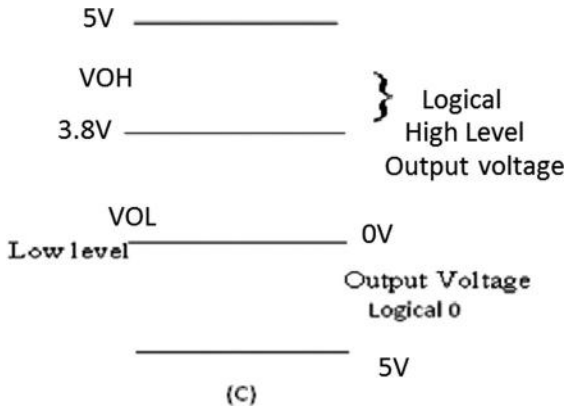 5V
VOH
3.8V
Logical
High Level
Output voltage
VOL
Low level
0V
Output Voltage
Logical 0
5V
(C)